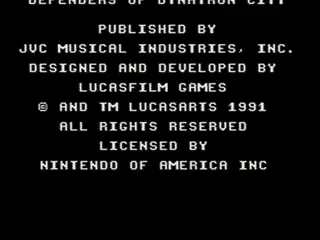 DEFENDERS OF DYNATRON CITY
PUBLISHED BY
JVC MUSICAL INDUSTRIES, INC.
DESIGNED AND DEVELOPED BY
LUCASFILM GAMES
© AND TM LUCASARTS 1991
ALL RIGHTS RESERVED
LICENSED BY
NINTENDO OF AMERICA INC